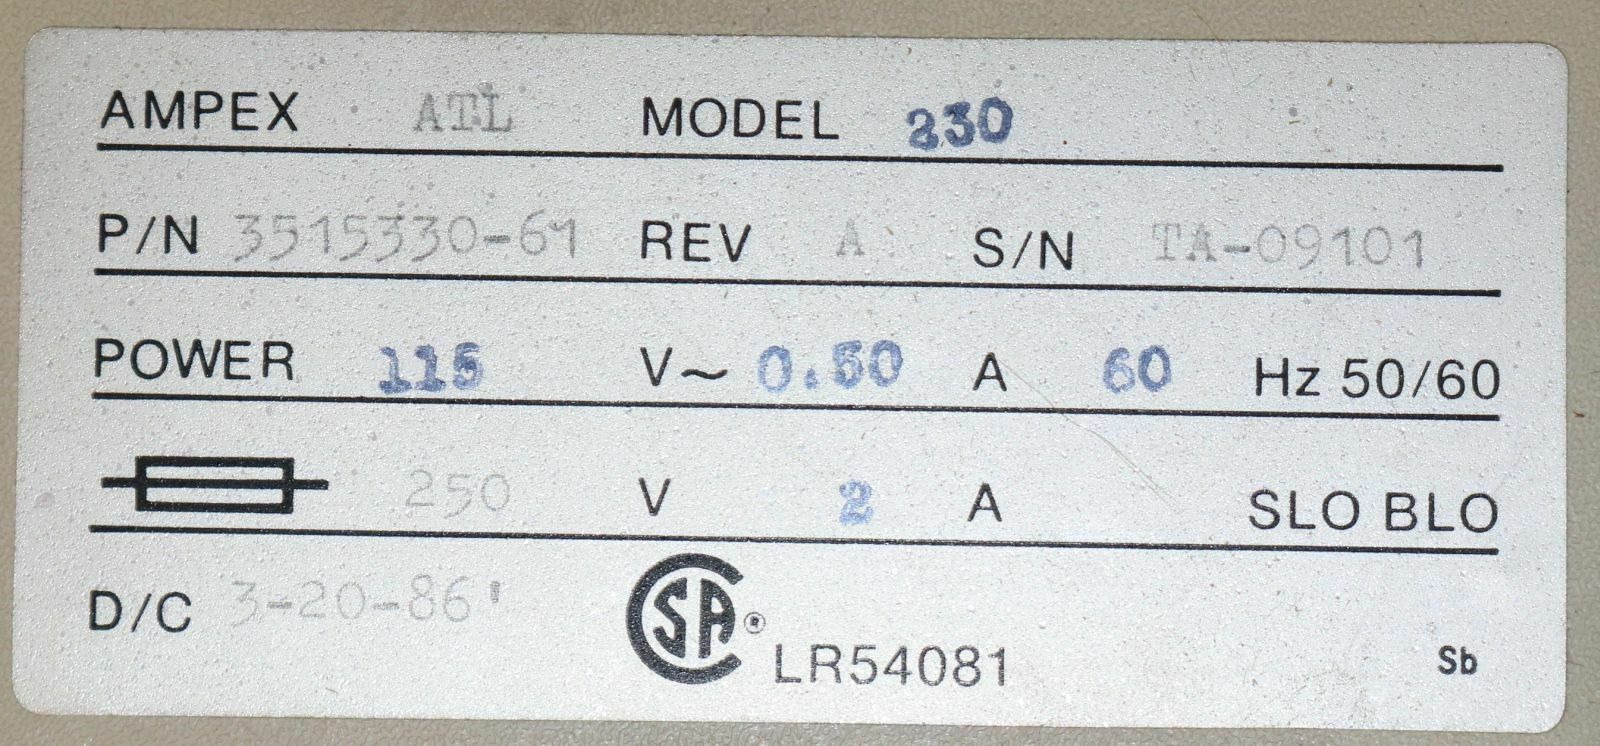 AMPEX ATL MODEL 230
P/N 3515330-61 REV A S/N TA-09101
POWER 115 V~ 0.50 A 60 Hz 50/60
250 V 2 A SLO BLO
D/C 3-20-86'
SA®
LR54081
Sb